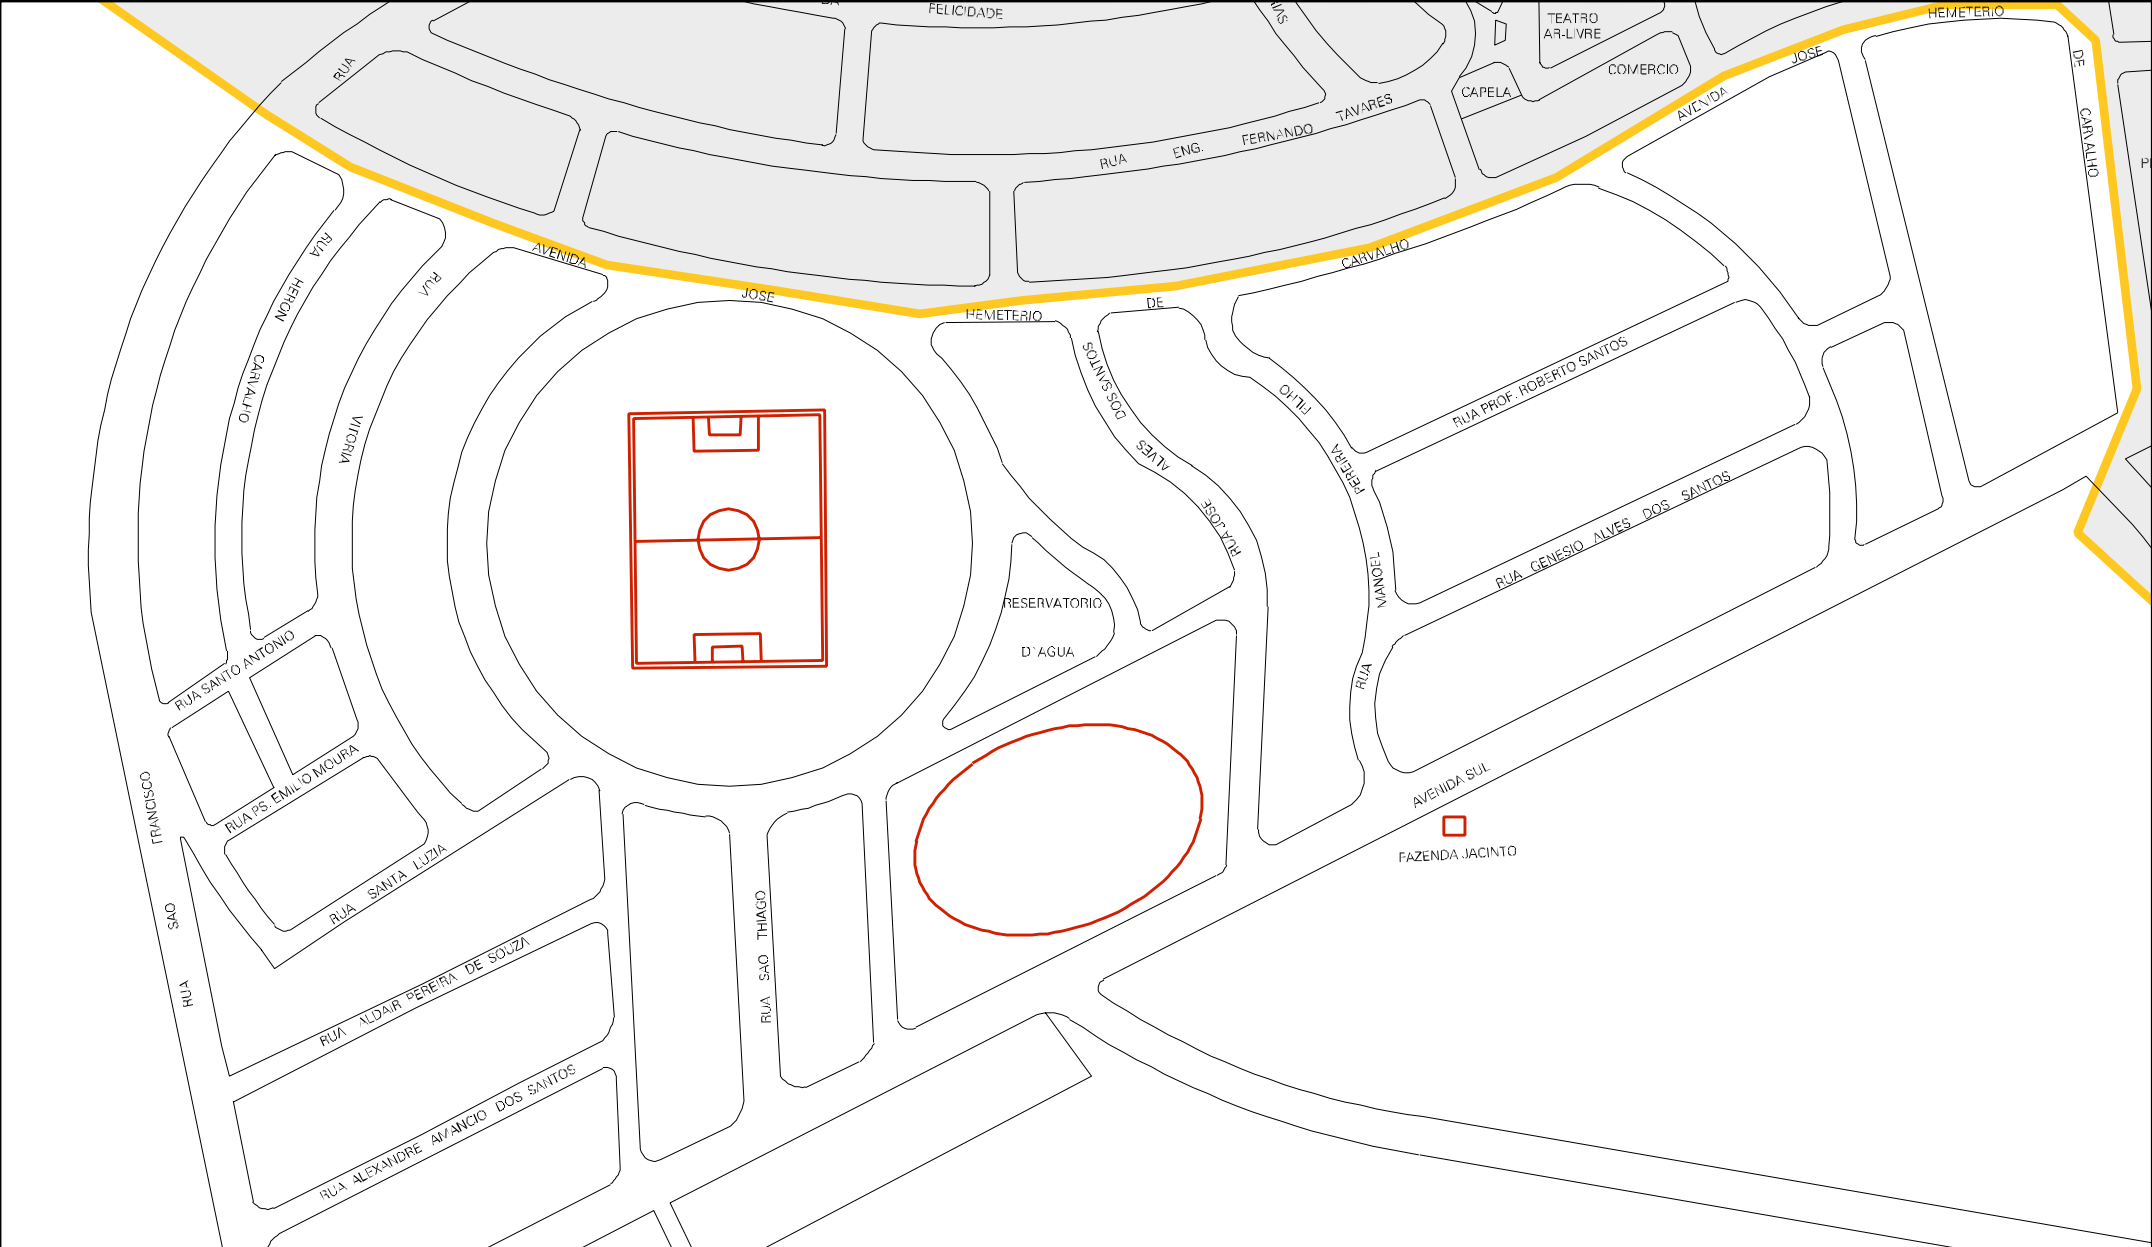 FELICIDADE
TEATRO
AR-LIVRE
HEMETERIO
RUA
COMERCIO
JOSE
DE
CAPELA
AVENIDA
CARVALHO
RUA ENG. FERNANDO TAVARES
RUA HERON CARVALHO
RUA VITORIA
AVENIDA
JOSE
HEMETERIO
DE
CARVALHO
RUA JOSE ALVES DOS SANTOS
RUA MANOEL PEREIRA FILHO
RUA PROF. ROBERTO SANTOS
RUA GENESIO ALVES DOS SANTOS
RESERVATORIO
D`AGUA
RUA SANTO ANTONIO
RUA PS. EMILIO MOURA
RUA SANTA LUZIA
RUA SAO FRANCISCO
AVENIDA SUL
FAZENDA JACINTO
RUA SAO THIAGO
RUA ALDAIR PEREIRA DE SOUZA
RUA ALEXANDRE AMANCIO DOS SANTOS